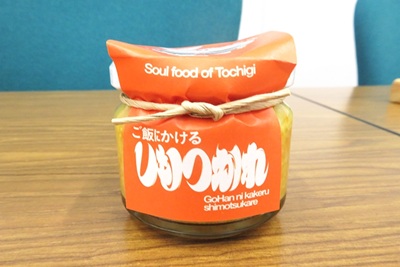 Soul food of Tochigi
ご飯にかける
しもつかれ
GoHan ni kakeru
shimotsukare